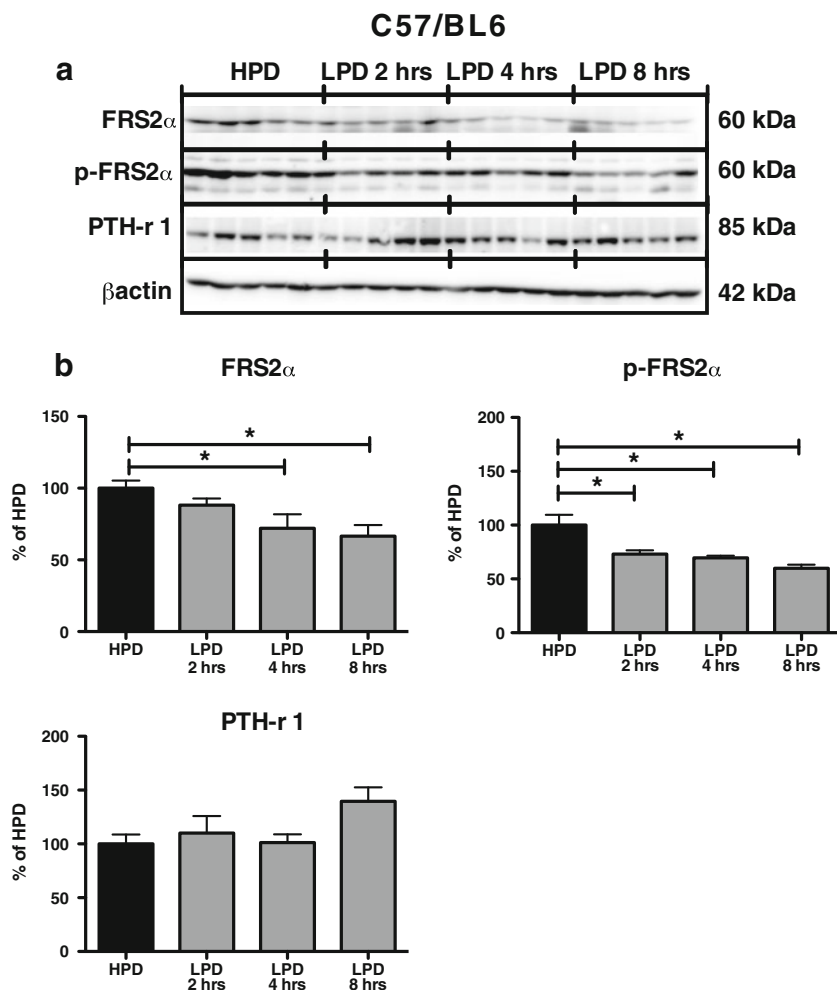 C57/BL6
a
HPD LPD 2 hrs LPD 4 hrs LPD 8 hrs
FRS2α 60 kDa
p-FRS2α 60 kDa
PTH-r 1 85 kDa
βactin 42 kDa
b
FRS2α
% of HPD
150
100
50
0
*
*
HPD LPD LPD LPD
2 hrs 4 hrs 8 hrs
p-FRS2α
% of HPD
200
150
100
50
0
*
*
*
HPD LPD LPD LPD
2 hrs 4 hrs 8 hrs
PTH-r 1
% of HPD
200
150
100
50
0
HPD LPD LPD LPD
2 hrs 4 hrs 8 hrs